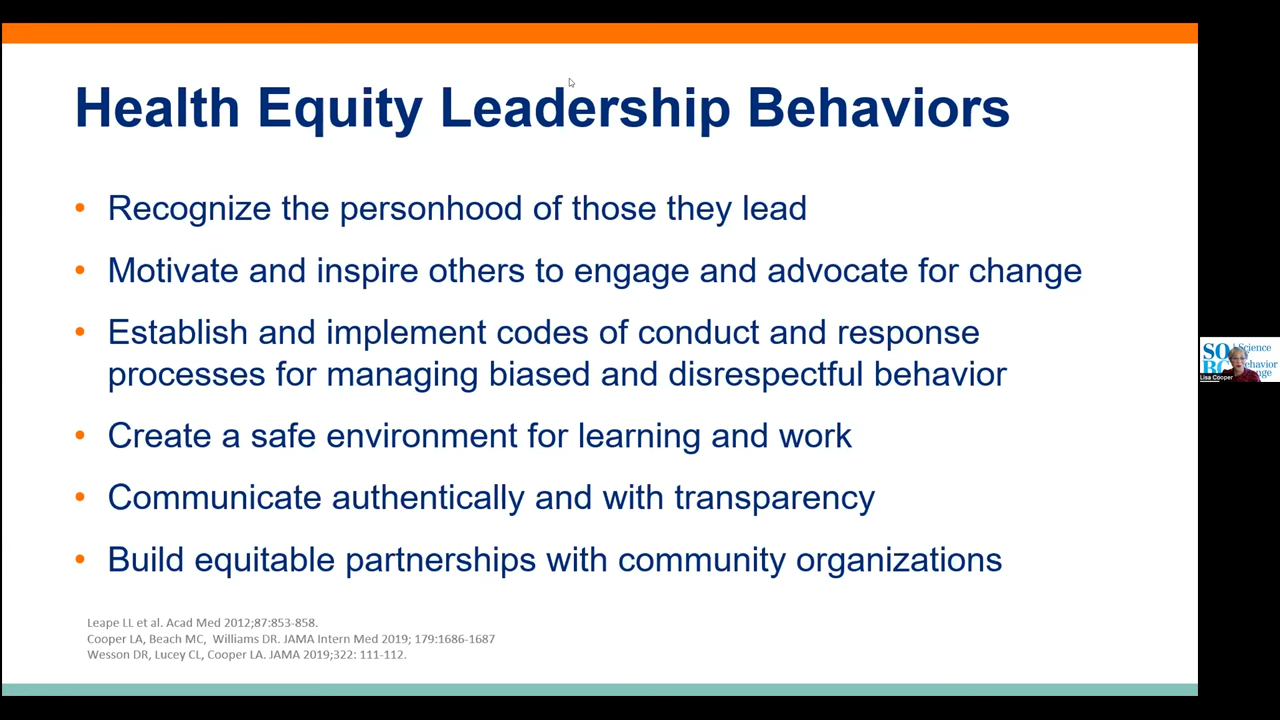 Health Equity Leadership Behaviors
• Recognize the personhood of those they lead
• Motivate and inspire others to engage and advocate for change
• Establish and implement codes of conduct and response
processes for managing biased and disrespectful behavior
• Create a safe environment for learning and work
• Communicate authentically and with transparency
• Build equitable partnerships with community organizations
Leape LL et al. Acad Med 2012;87:853-858.
Cooper LA, Beach MC, Williams DR. JAMA Intern Med 2019; 179:1686-1687
Wesson DR, Lucey CL, Cooper LA. JAMA 2019;322: 111-112.
SO
Science
Lisa Cooper